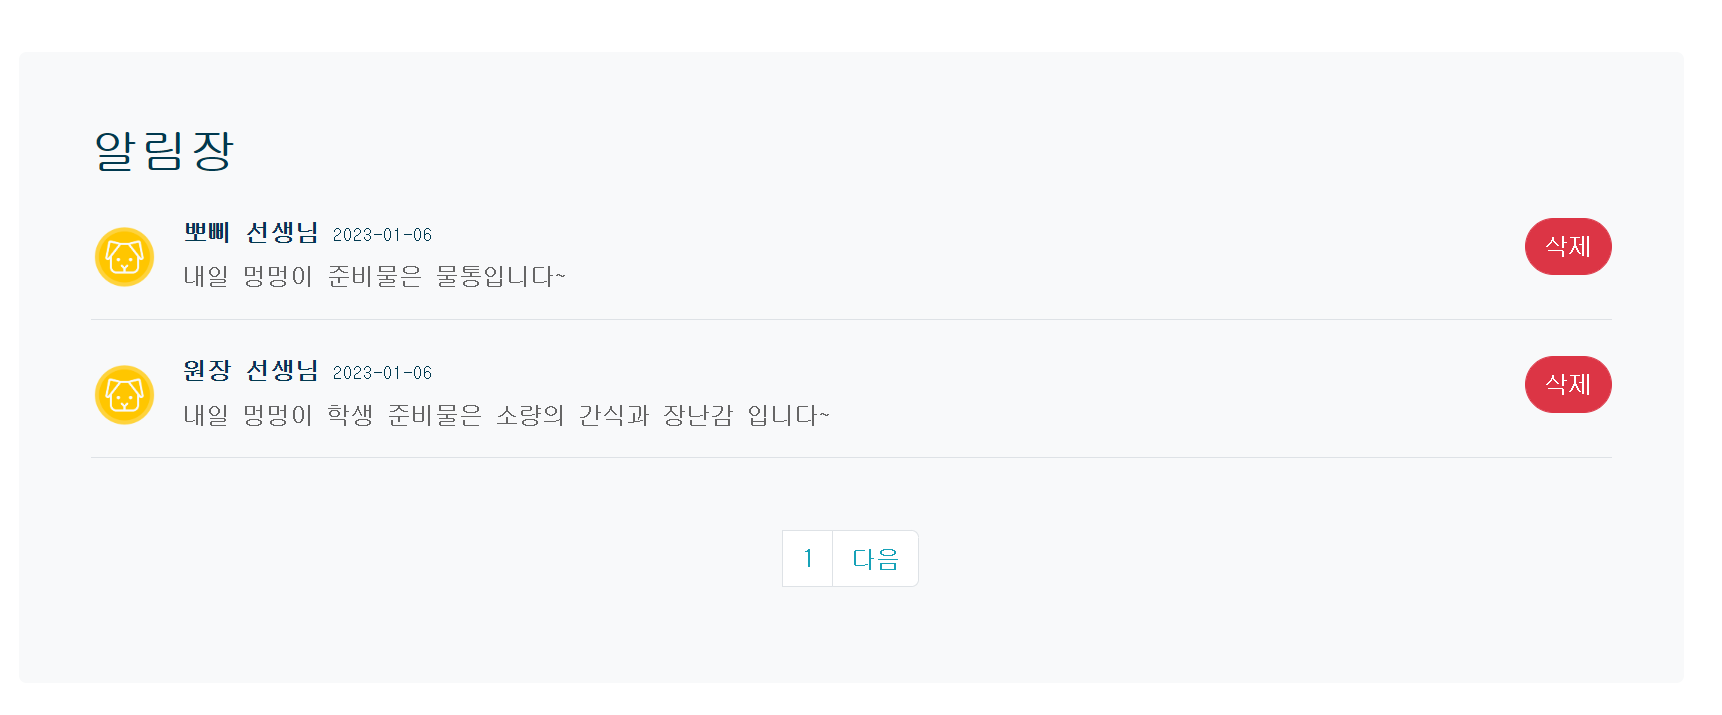 알림장
뽀삐 선생님 2023-01-06
삭제
내일 멍멍이 준비물은 물통입니다~
원장 선생님 2023-01-06
삭제
내일 멍멍이 학생 준비물은 소량의 간식과 장난감 입니다~
1 다음